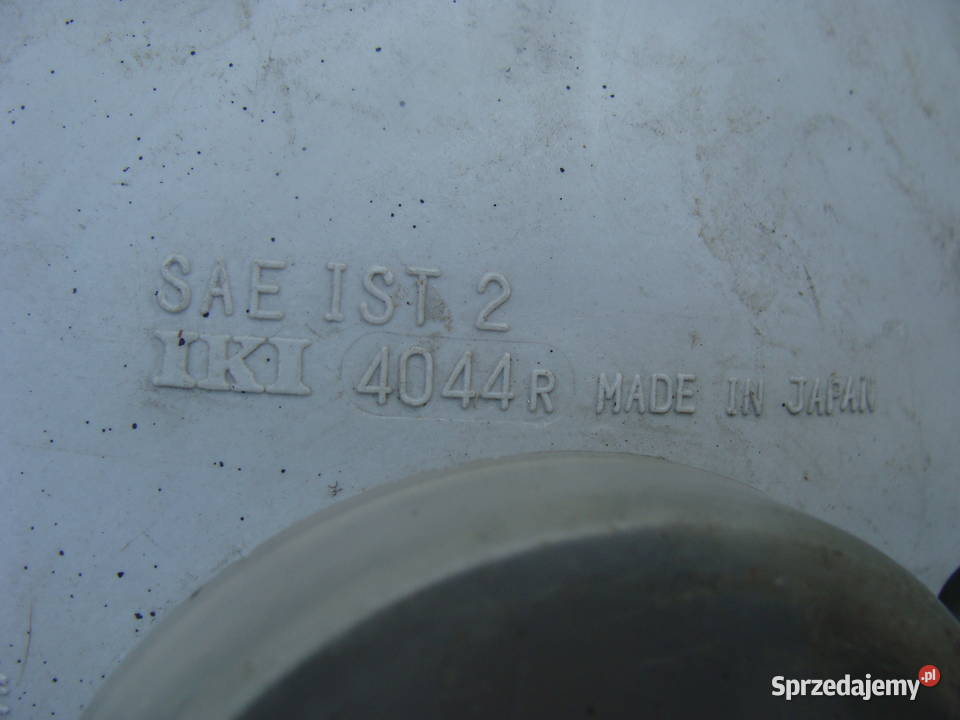 SAE IST 2
IKI 4044R MADE IN JAPAN
Sprzedajemy.pl